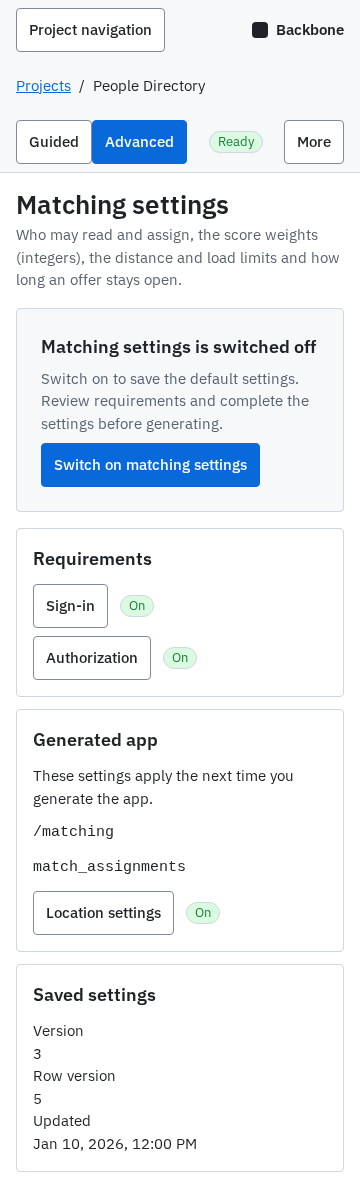 Project navigation
Backbone
Projects / People Directory
Guided
Advanced
Ready
More
Matching settings
Who may read and assign, the score weights
(integers), the distance and load limits and how
long an offer stays open.
Matching settings is switched off
Switch on to save the default settings.
Review requirements and complete the
settings before generating.
Switch on matching settings
Requirements
Sign-in
On
Authorization
On
Generated app
These settings apply the next time you
generate the app.
/matching
match_assignments
Location settings
On
Saved settings
Version
3
Row version
5
Updated
Jan 10, 2026, 12:00 PM